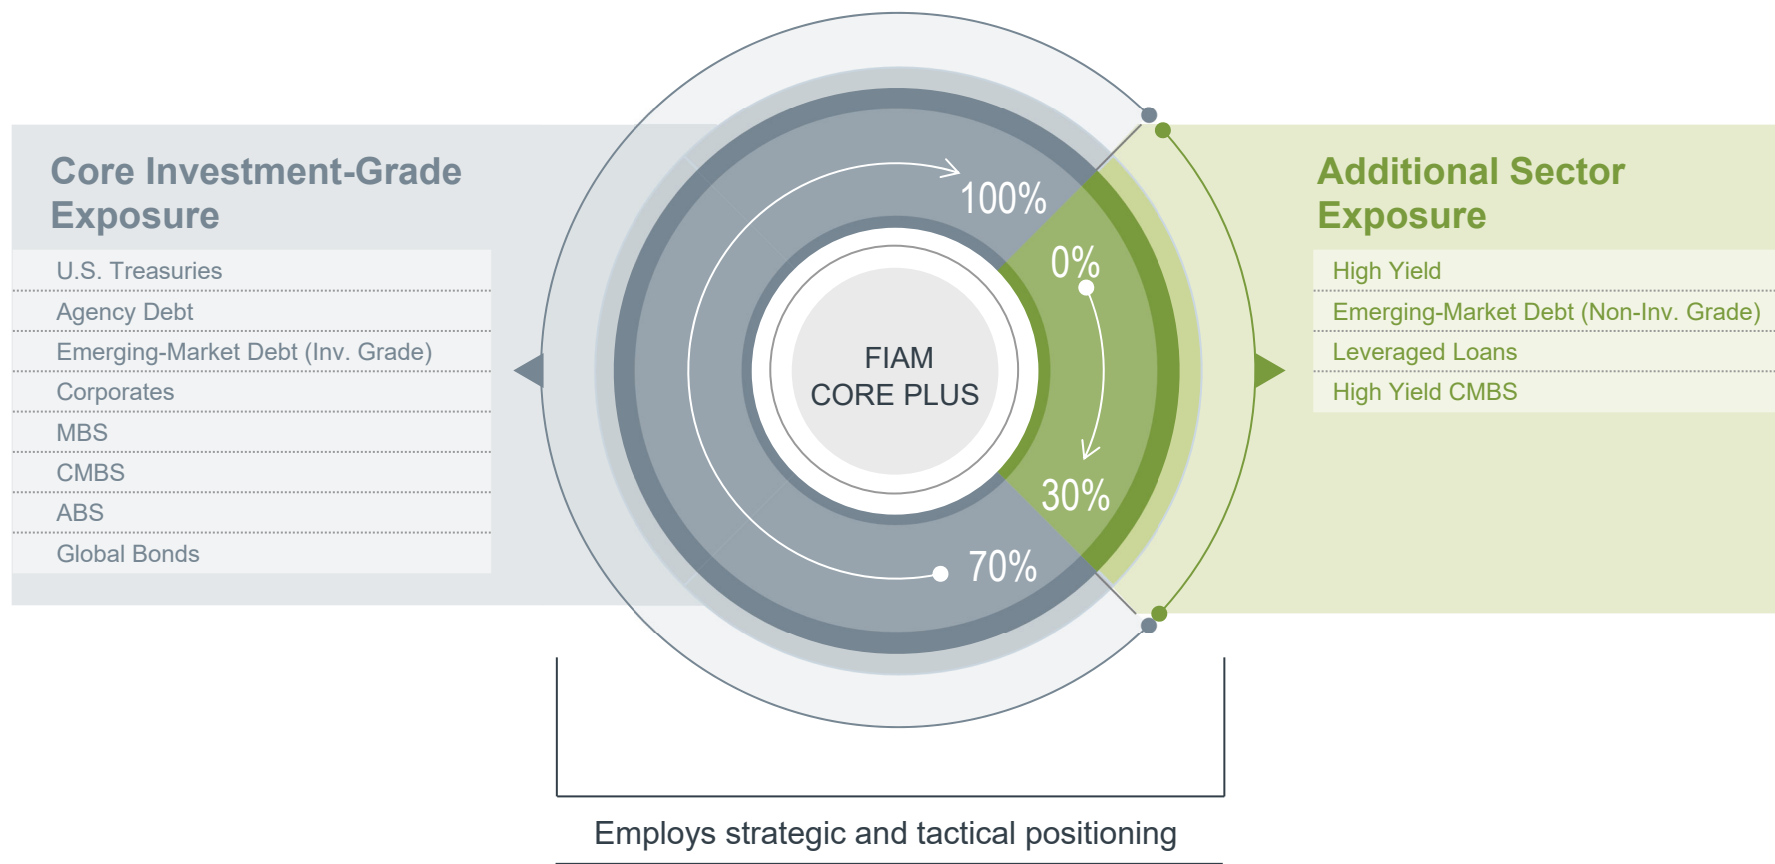 Core Investment-Grade
Exposure
U.S. Treasuries
Agency Debt
Emerging-Market Debt (Inv. Grade)
Corporates
MBS
CMBS
ABS
Global Bonds
100%
0%
FIAM
CORE PLUS
30%
70%
Additional Sector
Exposure
High Yield
Emerging-Market Debt (Non-Inv. Grade)
Leveraged Loans
High Yield CMBS
Employs strategic and tactical positioning